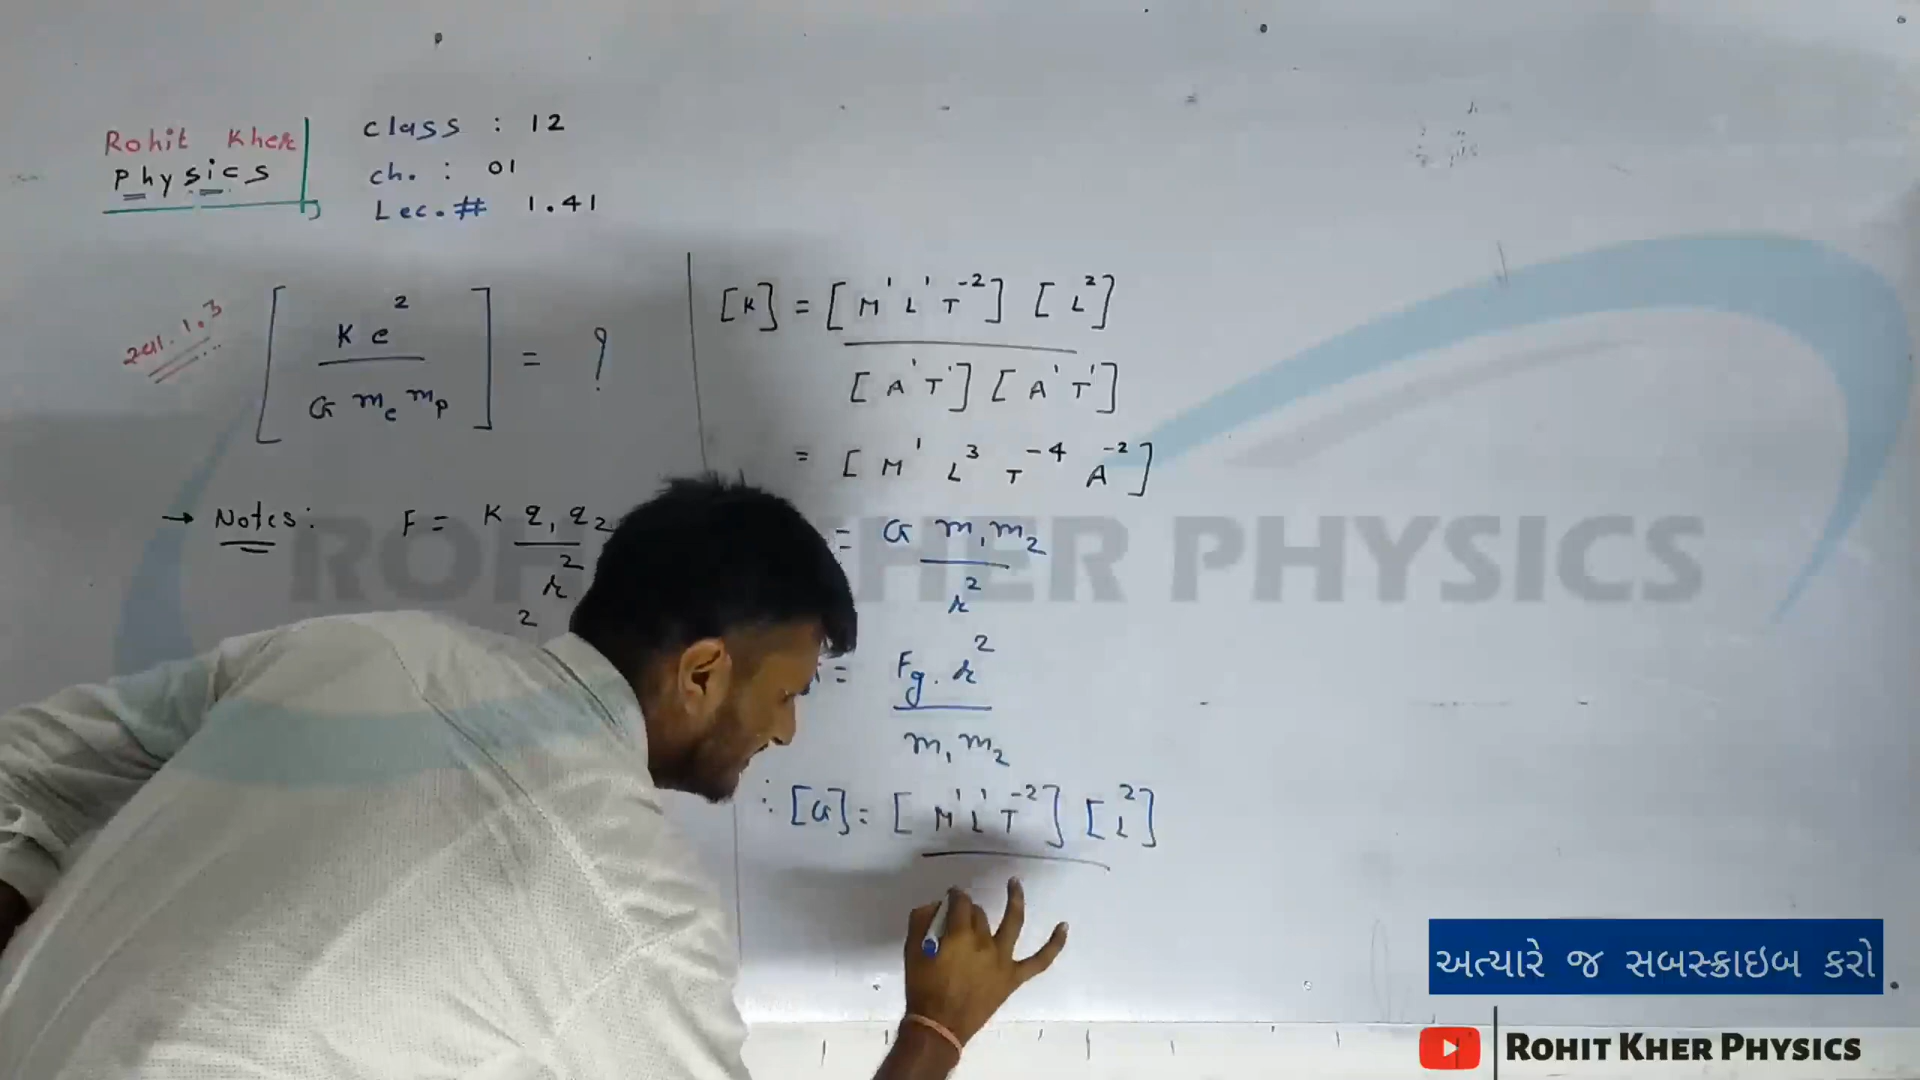 Rohit Kher
Physics
class : 12
ch. : 01
Lec. # 1.41
સ્વા. 1.3
[ K e² / G mₑ mₚ ] = ?
→ Notes: F = K q₁ q₂ / r²
2
[K] = [M¹ L¹ T⁻²] [L²] / [A¹ T¹] [A¹ T¹]
= [M¹ L³ T⁻⁴ A⁻²]
= G m₁ m₂ / r²
= Fg . r² / m₁ m₂
∴ [G] = [M¹ L¹ T⁻²] [L²]
PHYSICS
અત્યારે જ સબસ્ક્રાઇબ કરો
ROHIT KHER PHYSICS